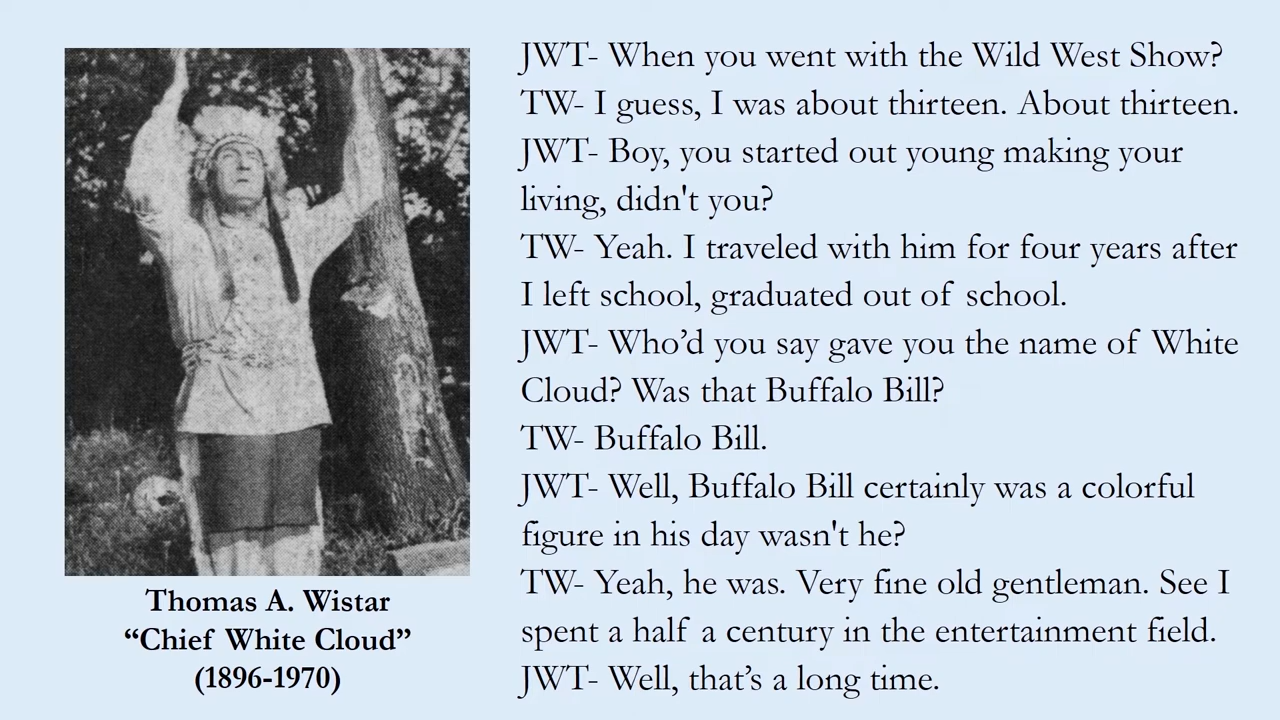 JWT- When you went with the Wild West Show?
TW- I guess, I was about thirteen. About thirteen.
JWT- Boy, you started out young making your
living, didn't you?
TW- Yeah. I traveled with him for four years after
I left school, graduated out of school.
JWT- Who’d you say gave you the name of White
Cloud? Was that Buffalo Bill?
TW- Buffalo Bill.
JWT- Well, Buffalo Bill certainly was a colorful
figure in his day wasn't he?
TW- Yeah, he was. Very fine old gentleman. See I
spent a half a century in the entertainment field.
JWT- Well, that’s a long time.
Thomas A. Wistar
“Chief White Cloud”
(1896-1970)